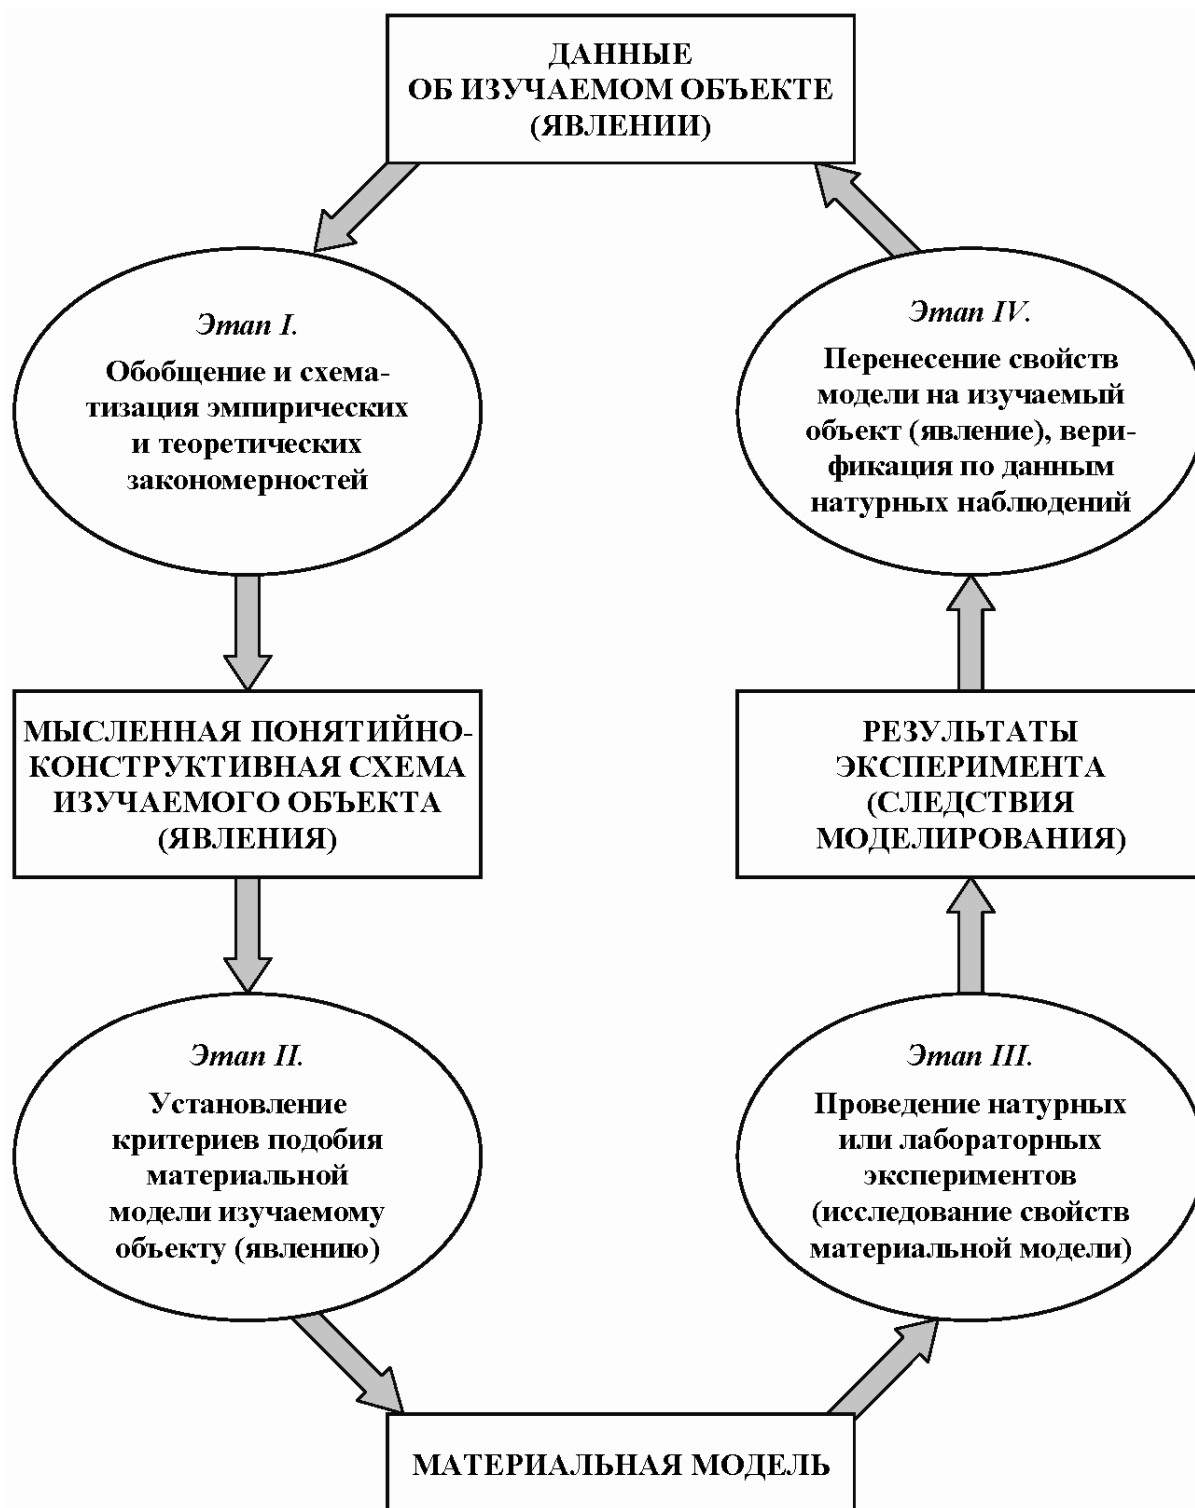 ДАННЫЕ
ОБ ИЗУЧАЕМОМ ОБЪЕКТЕ
(ЯВЛЕНИИ)
Этап I.
Обобщение и схема-
тизация эмпирических
и теоретических
закономерностей
МЫСЛЕННАЯ ПОНЯТИЙНО-
КОНСТРУКТИВНАЯ СХЕМА
ИЗУЧАЕМОГО ОБЪЕКТА
(ЯВЛЕНИЯ)
Этап II.
Установление
критериев подобия
материальной
модели изучаемому
объекту (явлению)
МАТЕРИАЛЬНАЯ МОДЕЛЬ
Этап III.
Проведение натурных
или лабораторных
экспериментов
(исследование свойств
материальной модели)
РЕЗУЛЬТАТЫ
ЭКСПЕРИМЕНТА
(СЛЕДСТВИЯ
МОДЕЛИРОВАНИЯ)
Этап IV.
Перенесение свойств
модели на изучаемый
объект (явление), вери-
фикация по данным
натурных наблюдений